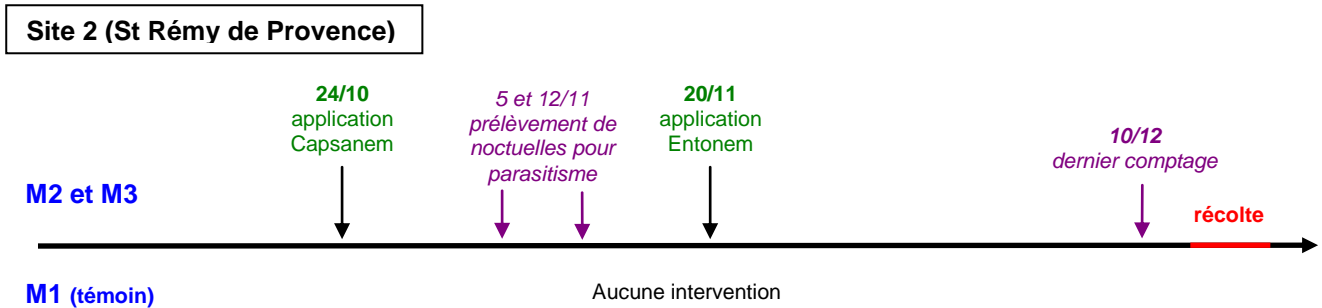 Site 2 (St Rémy de Provence)
24/10
application
Capsanem
5 et 12/11
prélèvement de
noctuelles pour
parasitisme
20/11
application
Entonem
10/12
dernier comptage
M2 et M3
récolte
M1 (témoin)
Aucune intervention